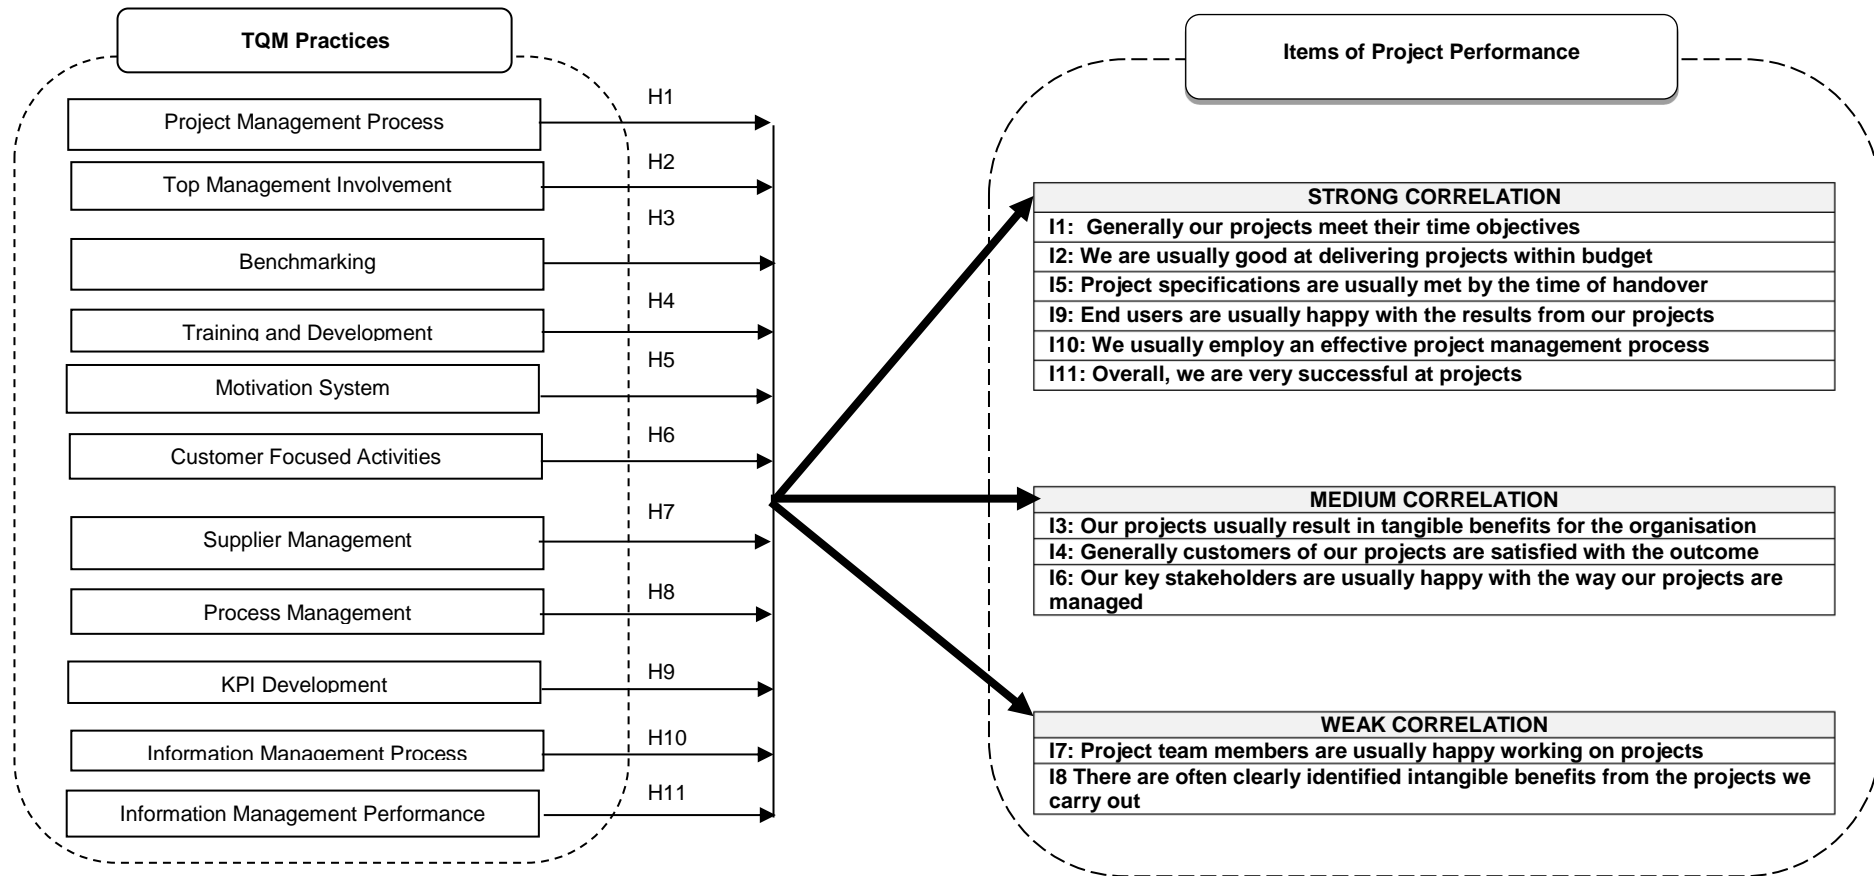 TQM Practices
Project Management Process
Top Management Involvement
Benchmarking
Training and Development
Motivation System
Customer Focused Activities
Supplier Management
Process Management
KPI Development
Information Management Process
Information Management Performance
H1
H2
H3
H4
H5
H6
H7
H8
H9
H10
H11
Items of Project Performance
STRONG CORRELATION
I1:  Generally our projects meet their time objectives
I2: We are usually good at delivering projects within budget
I5: Project specifications are usually met by the time of handover
I9: End users are usually happy with the results from our projects
I10: We usually employ an effective project management process
I11: Overall, we are very successful at projects
MEDIUM CORRELATION
I3: Our projects usually result in tangible benefits for the organisation
I4: Generally customers of our projects are satisfied with the outcome
I6: Our key stakeholders are usually happy with the way our projects are
managed
WEAK CORRELATION
I7: Project team members are usually happy working on projects
I8 There are often clearly identified intangible benefits from the projects we
carry out